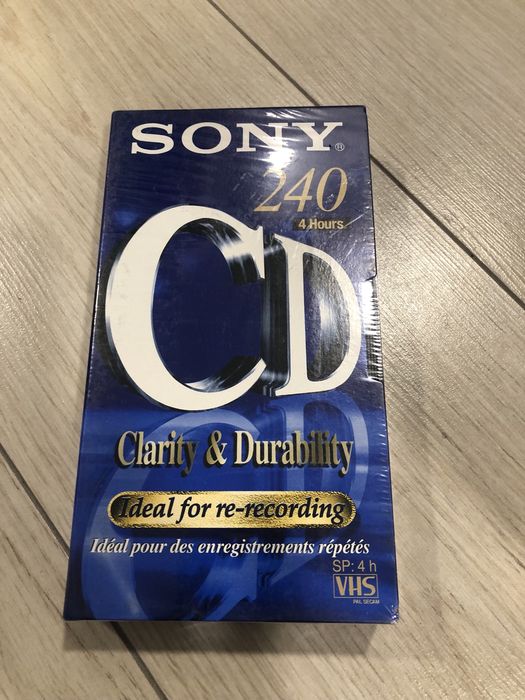 SONY®
240
4 Hours
CD
Clarity & Durability
Ideal for re-recording
Idéal pour des enregistrements répétés
SP: 4 h
VHS
PAL SECAM